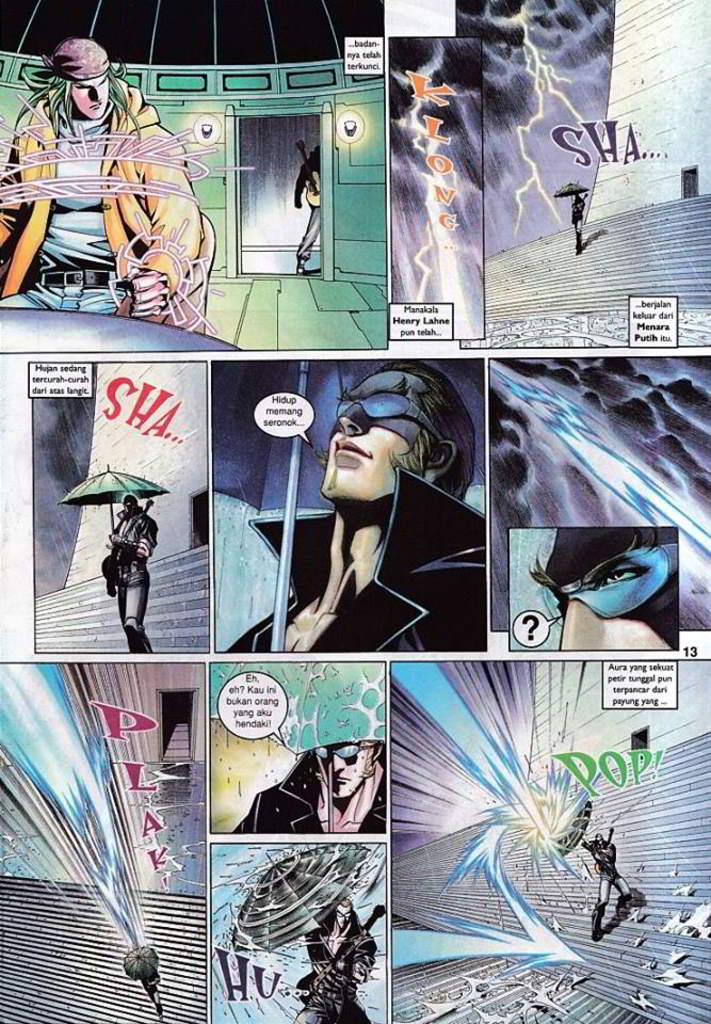 ...badan-
nya telah
terkunci.
KLONG...
Manakala
Henry Lahne
pun telah...
SHA...
...berjalan
keluar dari
Menara
Putih itu.
Hujan sedang
tercurah-curah
dari atas langit.
SHA...
Hidup
memang
seronok...
?
13
PLAK!
Eh,
eh? Kau ini
bukan orang
yang aku
hendaki!
HU...
Aura yang sekuat
petir tunggal pun
terpancar dari
payung yang ...
POP!